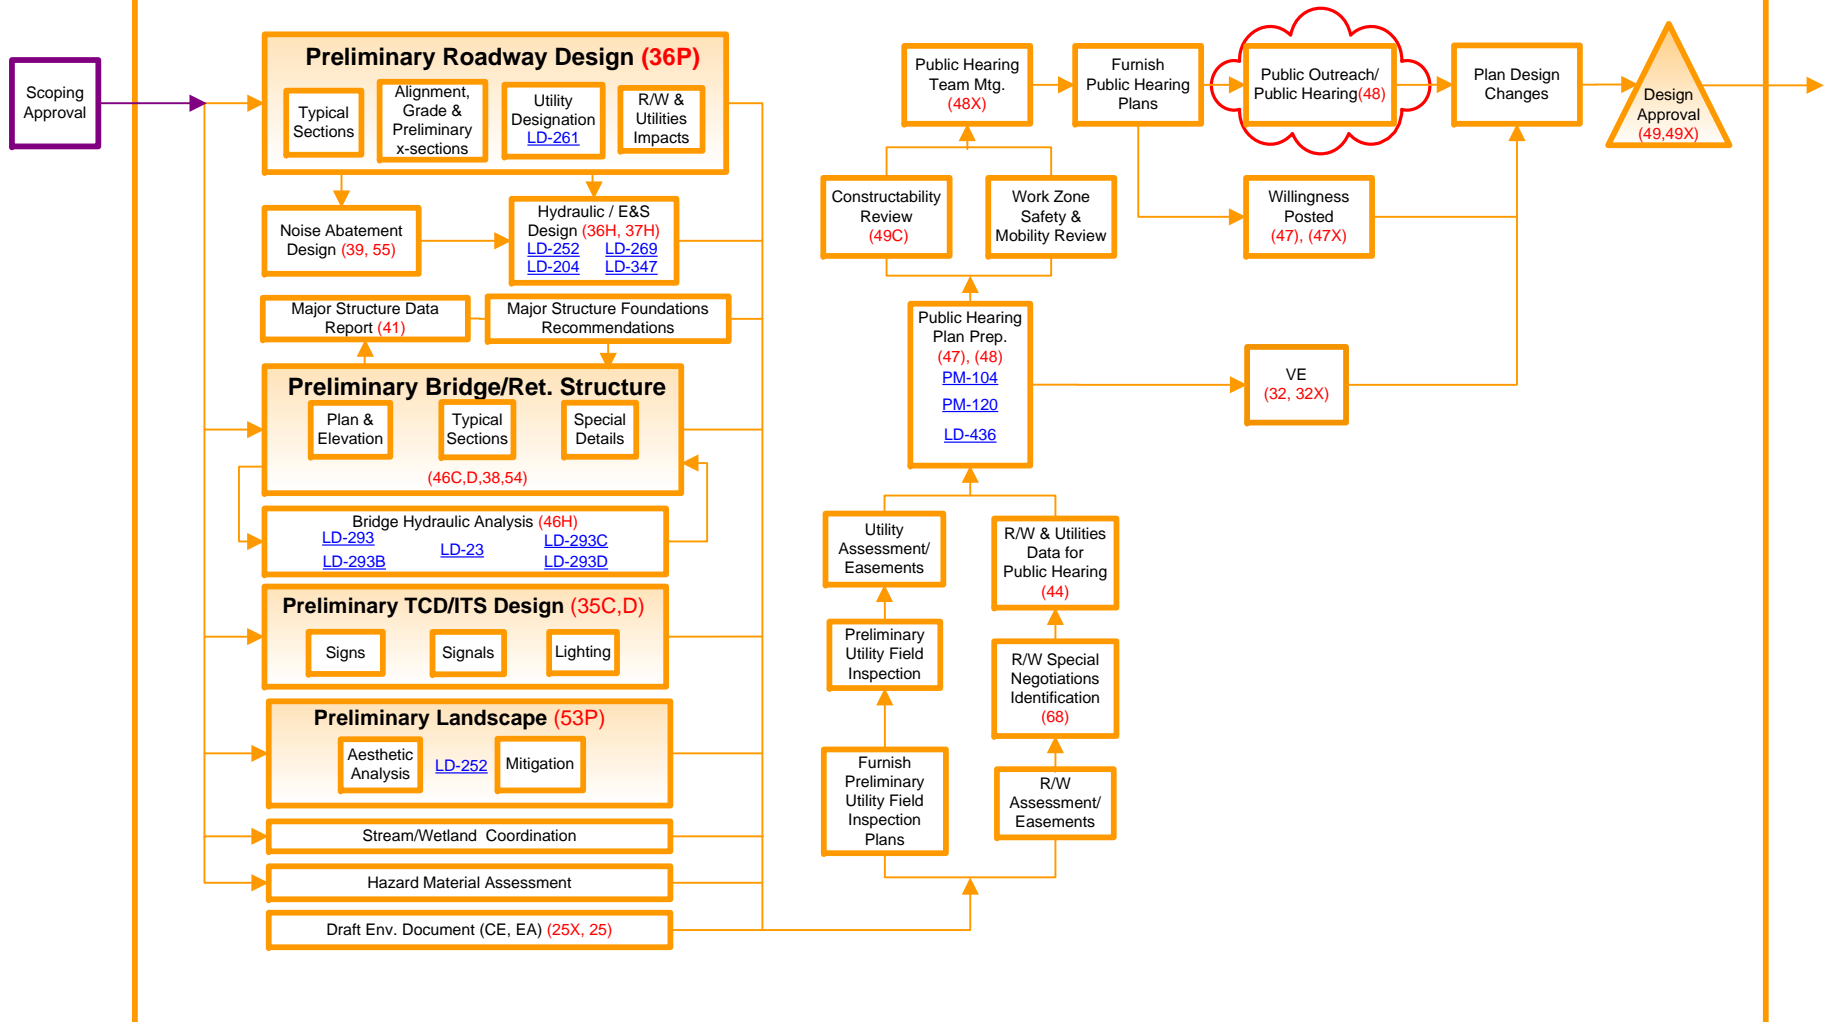 Scoping
Approval
Preliminary Roadway Design (36P)
Typical
Sections
Alignment,
Grade &
Preliminary
x-sections
Utility
Designation
LD-261
R/W &
Utilities
Impacts
Noise Abatement
Design (39, 55)
Hydraulic / E&S
Design (36H, 37H)
LD-252 LD-269
LD-204 LD-347
Major Structure Data
Report (41)
Major Structure Foundations
Recommendations
Preliminary Bridge/Ret. Structure
Plan &
Elevation
Typical
Sections
Special
Details
(46C,D,38,54)
Bridge Hydraulic Analysis (46H)
LD-293 LD-23 LD-293C
LD-293B LD-293D
Preliminary TCD/ITS Design (35C,D)
Signs
Signals
Lighting
Preliminary Landscape (53P)
Aesthetic
Analysis
LD-252
Mitigation
Stream/Wetland Coordination
Hazard Material Assessment
Draft Env. Document (CE, EA) (25X, 25)
Public Hearing
Team Mtg.
(48X)
Furnish
Public Hearing
Plans
Public Outreach/
Public Hearing(48)
Plan Design
Changes
Design
Approval
(49,49X)
Constructability
Review
(49C)
Work Zone
Safety &
Mobility Review
Willingness
Posted
(47), (47X)
Public Hearing
Plan Prep.
(47), (48)
PM-104
PM-120
LD-436
VE
(32, 32X)
Utility
Assessment/
Easements
R/W & Utilities
Data for
Public Hearing
(44)
Preliminary
Utility Field
Inspection
R/W Special
Negotiations
Identification
(68)
Furnish
Preliminary
Utility Field
Inspection
Plans
R/W
Assessment/
Easements